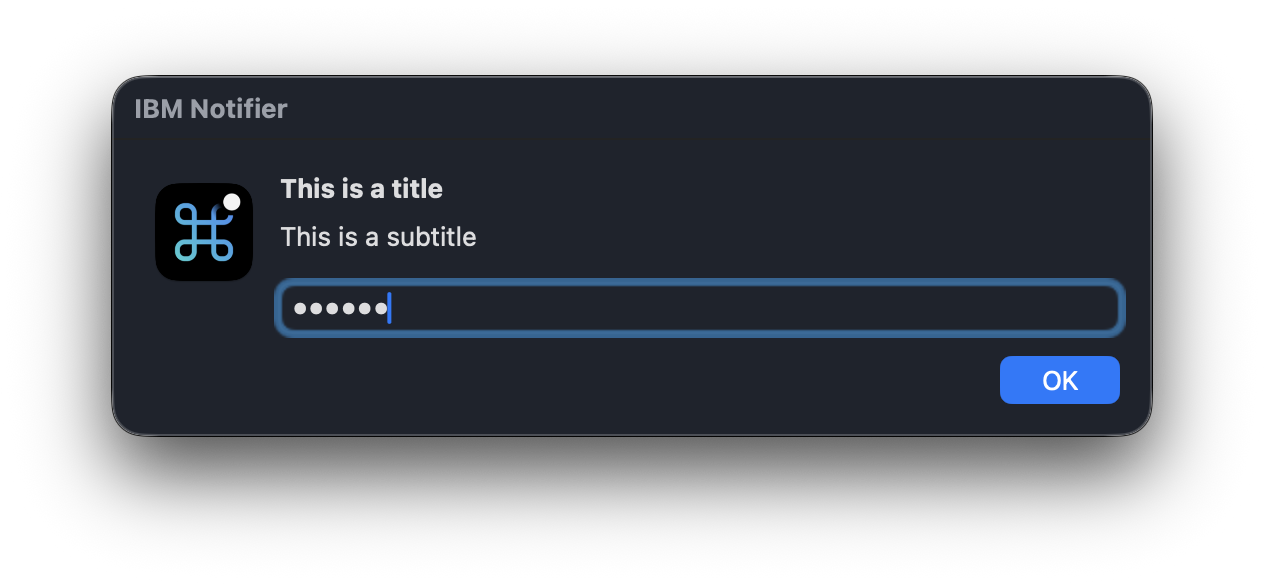 IBM Notifier
This is a title
This is a subtitle
••••••
OK